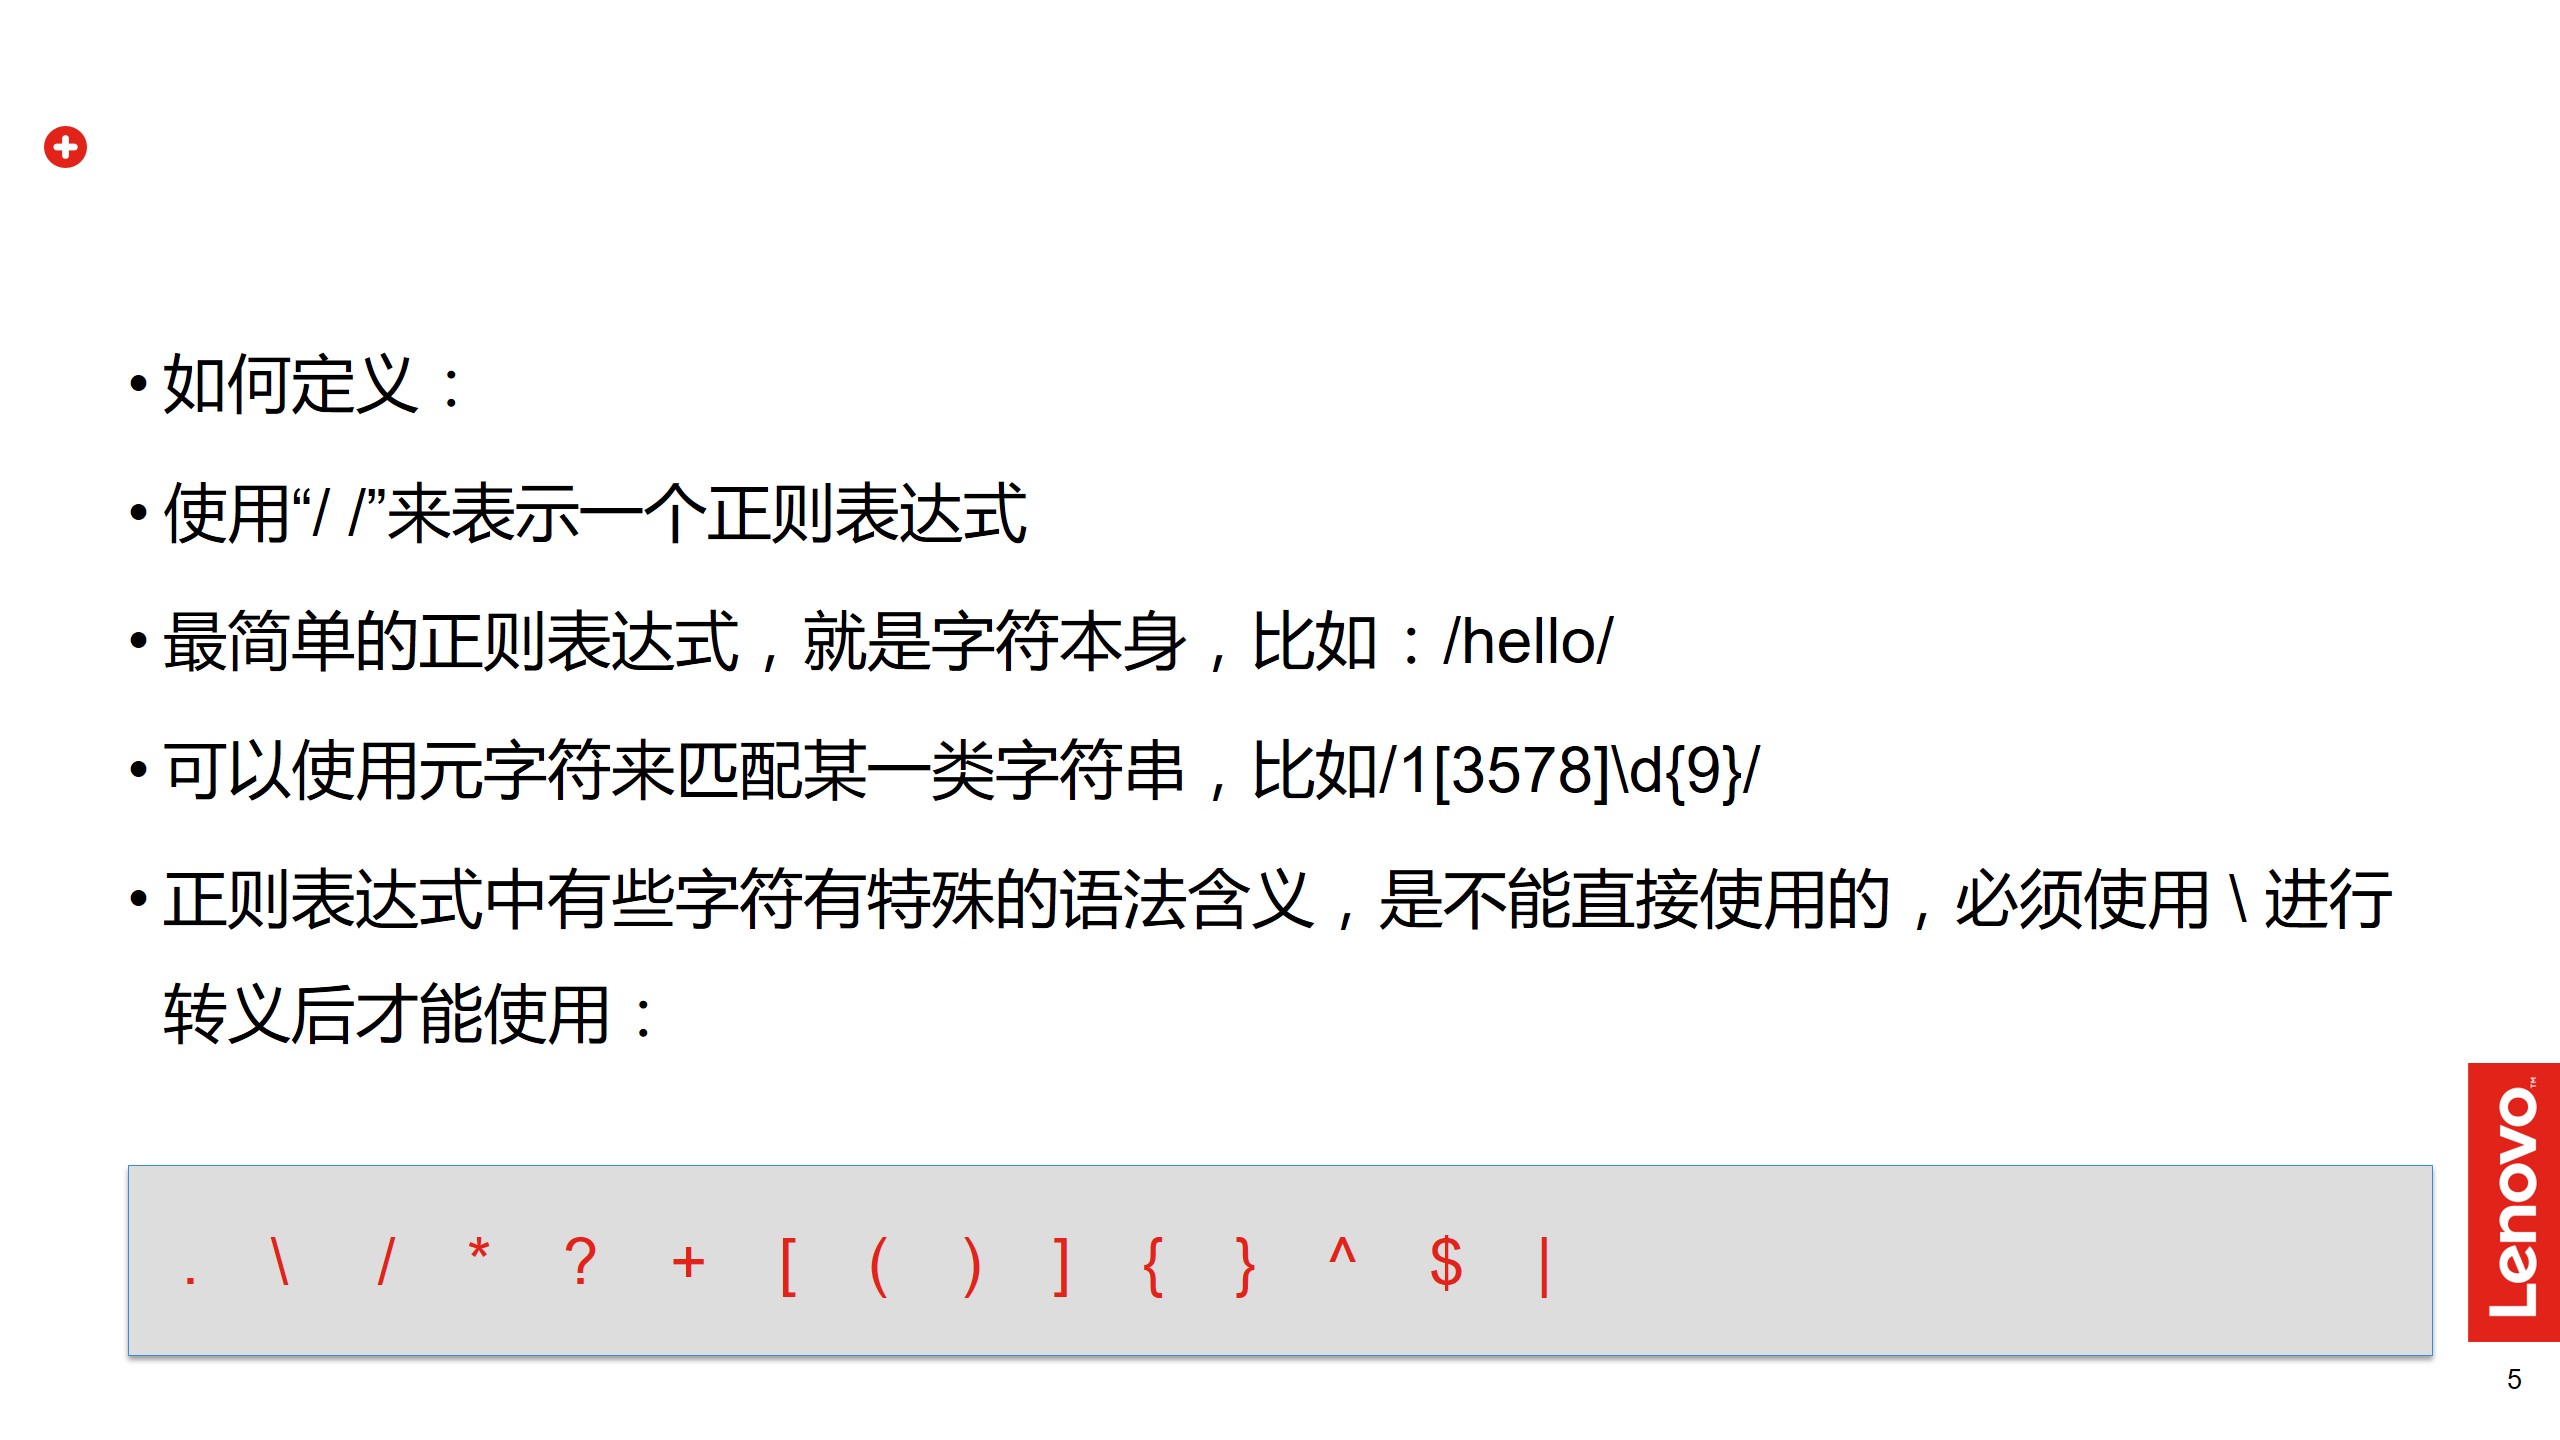 • 如何定义：
• 使用“/ /”来表示一个正则表达式
• 最简单的正则表达式，就是字符本身，比如：/hello/
• 可以使用元字符来匹配某一类字符串，比如/1[3578]\d{9}/
• 正则表达式中有些字符有特殊的语法含义，是不能直接使用的，必须使用 \ 进行
转义后才能使用：
. \ / * ? + [ ( ) ] { } ^ $ |
Lenovo™
5